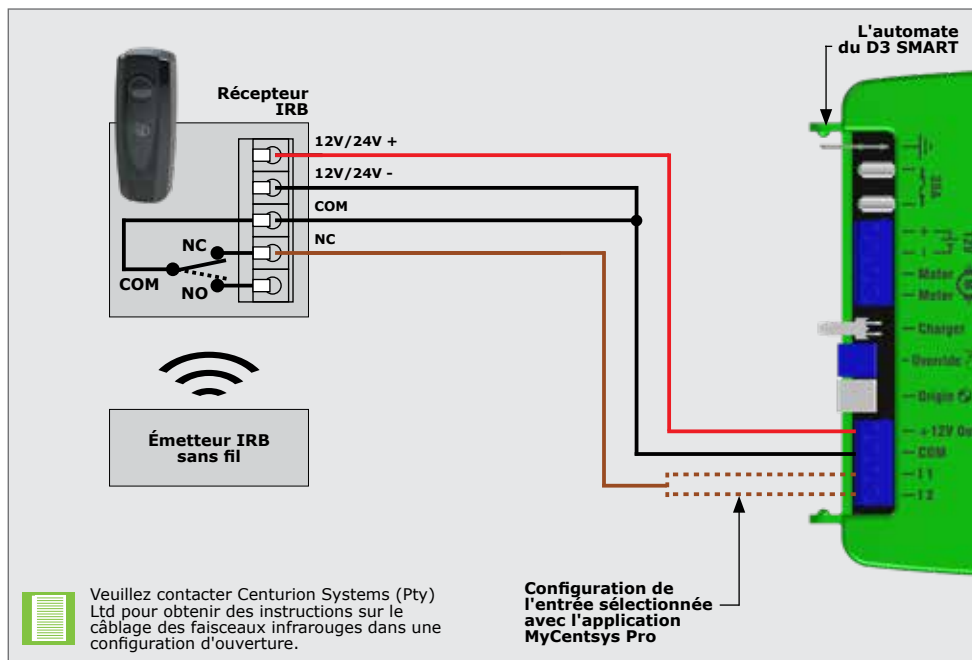 L'automate
du D3 SMART
Récepteur
IRB
12V/24V +
12V/24V -
COM
NC
NC
COM
NO
Motor
Motor
Charger
Override
Origin
+12V
COM
I 1
I 2
Émetteur IRB
sans fil
Configuration de
l'entrée sélectionnée
avec l'application
MyCentsys Pro
Veuillez contacter Centurion Systems (Pty)
Ltd pour obtenir des instructions sur le
câblage des faisceaux infrarouges dans une
configuration d'ouverture.